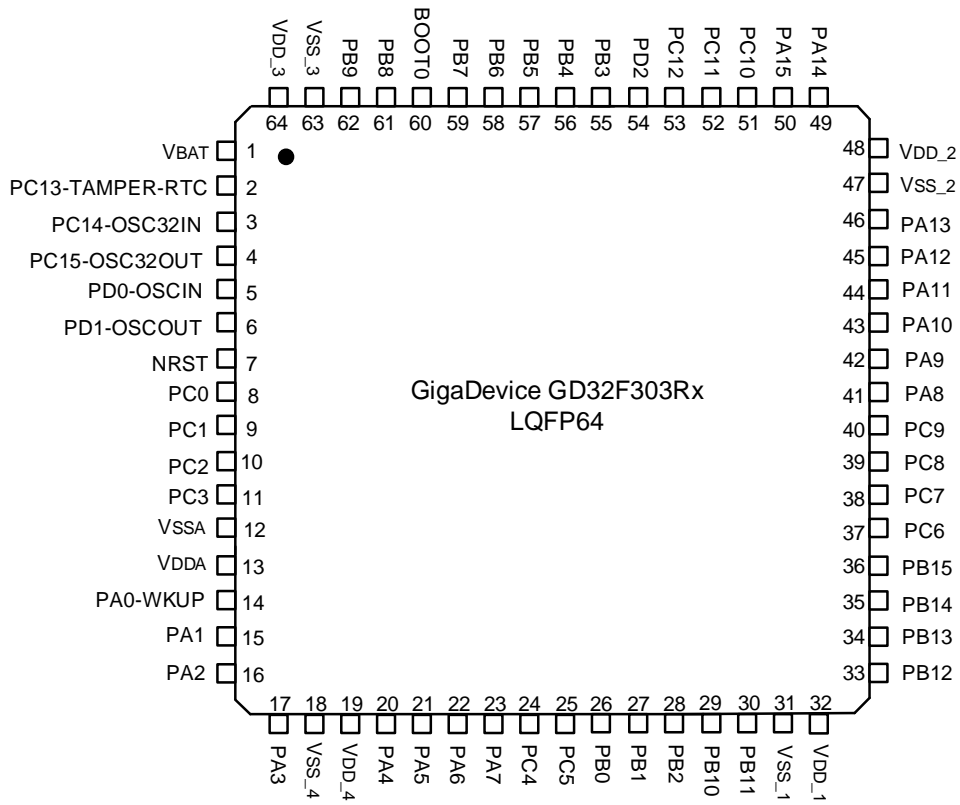 VDD_3
VSS_3
PB9
PB8
BOOT0
PB7
PB6
PB5
PB4
PB3
PD2
PC12
PC11
PC10
PA15
PA14
64 63 62 61 60 59 58 57 56 55 54 53 52 51 50 49
VBAT 1
PC13-TAMPER-RTC 2
PC14-OSC32IN 3
PC15-OSC32OUT 4
PD0-OSCIN 5
PD1-OSCOUT 6
NRST 7
PC0 8
PC1 9
PC2 10
PC3 11
VSSA 12
VDDA 13
PA0-WKUP 14
PA1 15
PA2 16
GigaDevice GD32F303Rx
LQFP64
48 VDD_2
47 VSS_2
46 PA13
45 PA12
44 PA11
43 PA10
42 PA9
41 PA8
40 PC9
39 PC8
38 PC7
37 PC6
36 PB15
35 PB14
34 PB13
33 PB12
17 18 19 20 21 22 23 24 25 26 27 28 29 30 31 32
PA3
VSS_4
VDD_4
PA4
PA5
PA6
PA7
PC4
PC5
PB0
PB1
PB2
PB10
PB11
VSS_1
VDD_1